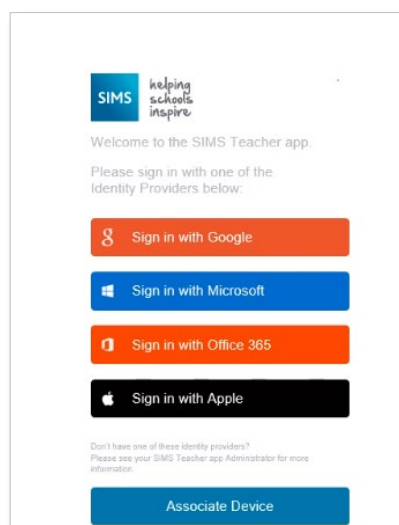 SIMS
helping
schools
inspire
Welcome to the SIMS Teacher app.
Please sign in with one of the
Identity Providers below:
Sign in with Google
Sign in with Microsoft
Sign in with Office 365
Sign in with Apple
Don't have one of these identity providers?
Please see your SIMS Teacher app Administrator for more
information.
Associate Device